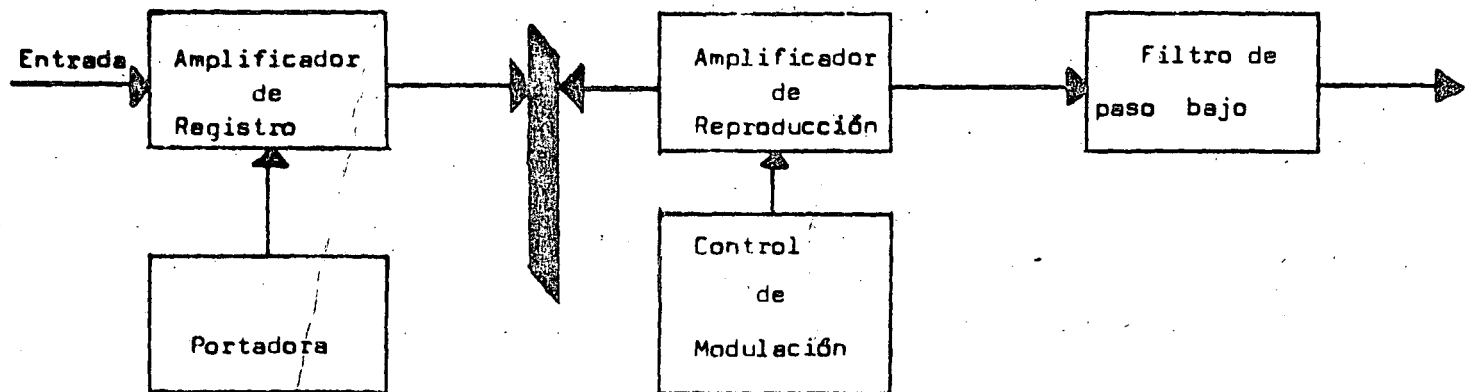 Entrada
Amplificador
de
Registro
Amplificador
de
Reproducción
Filtro de
paso bajo
Portadora
Control
de
Modulación